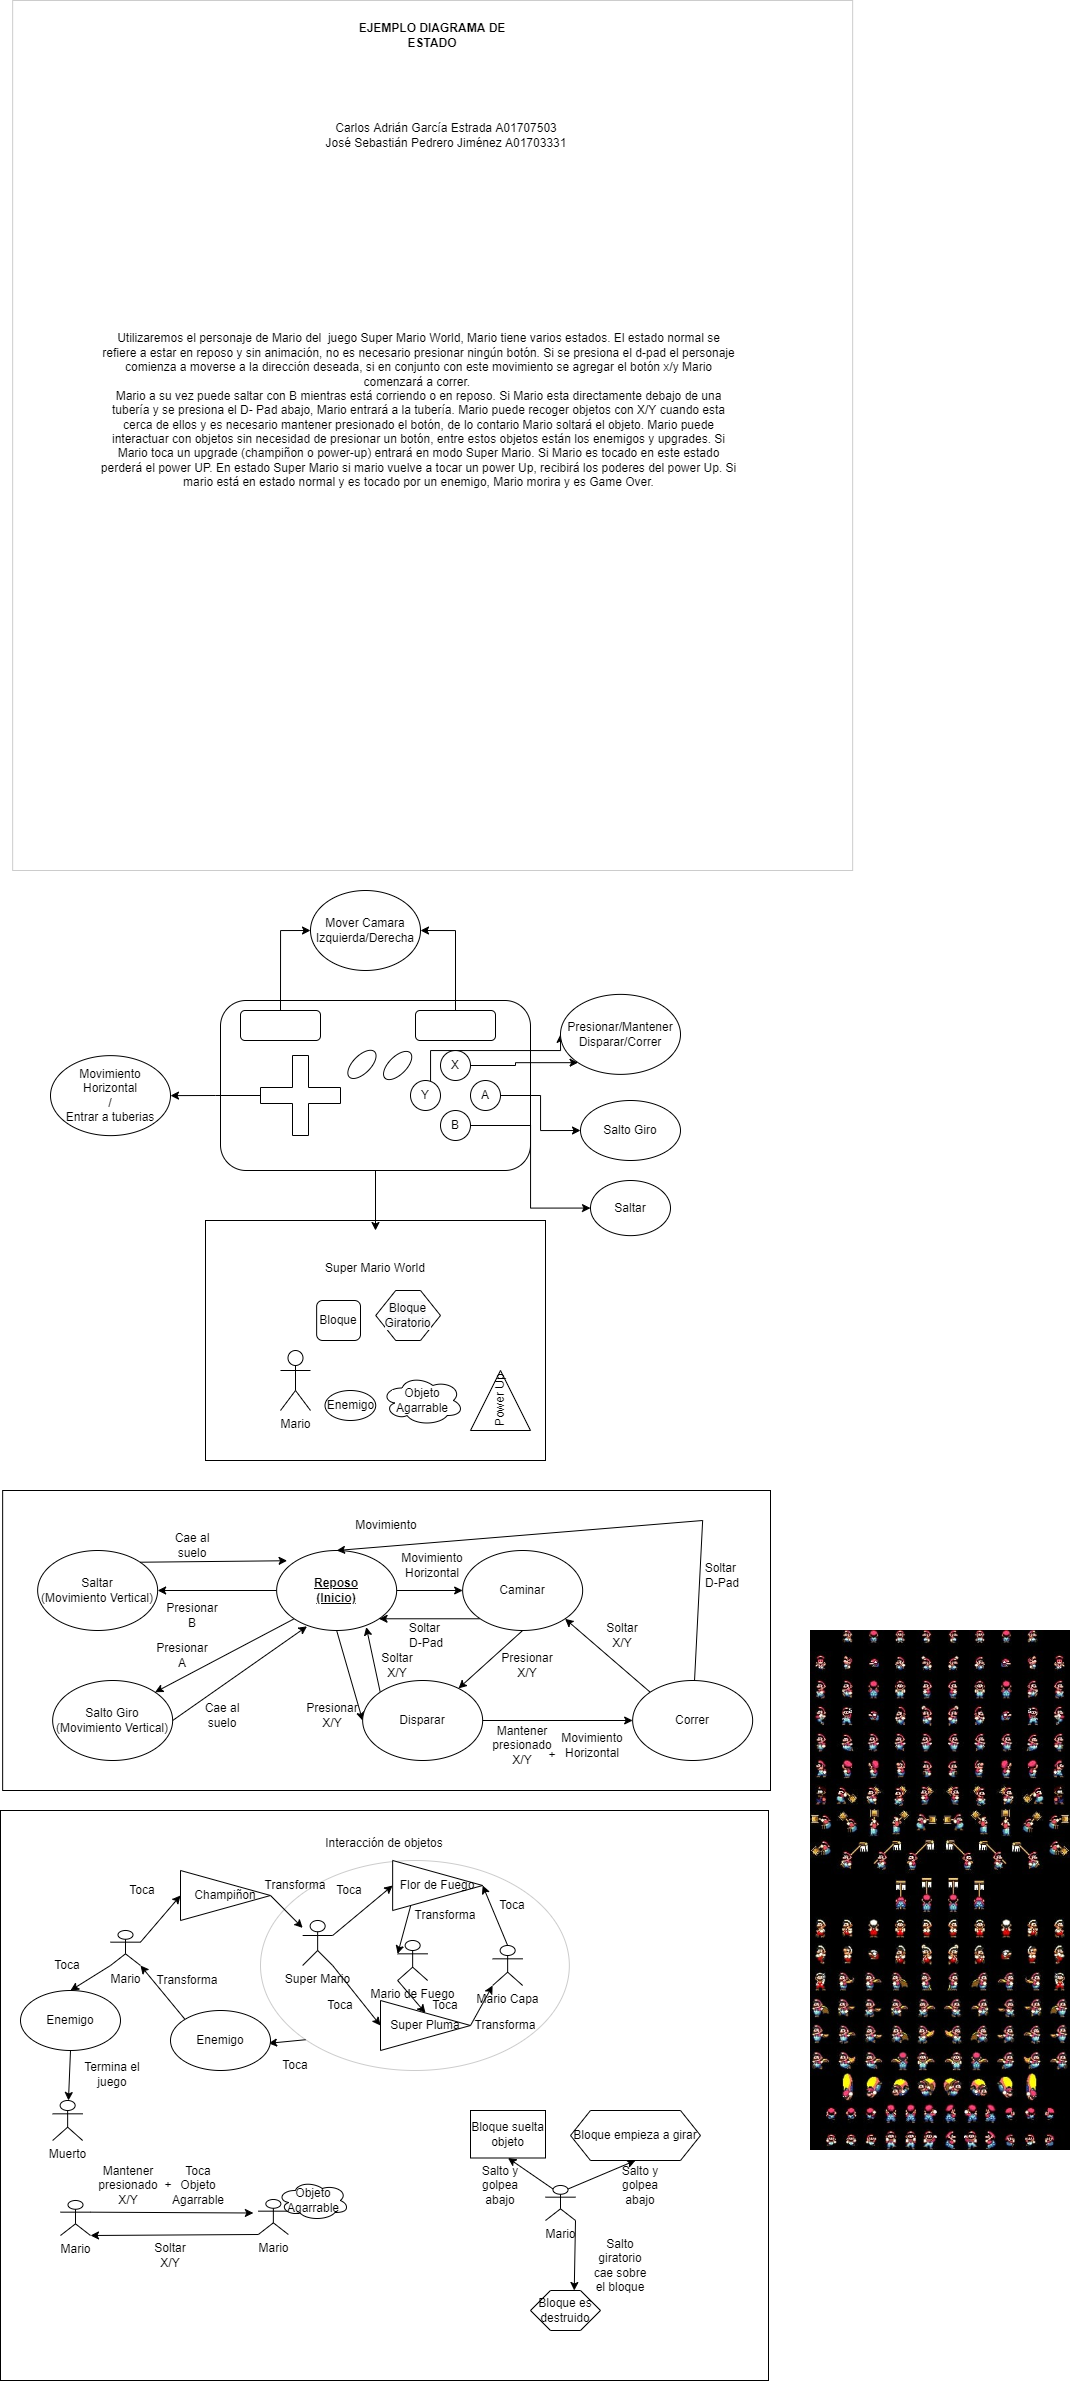 EJEMPLO DIAGRAMA DE
ESTADO
Carlos Adrián García Estrada A01707503
José Sebastián Pedrero Jiménez A01703331
Utilizaremos el personaje de Mario del juego Super Mario World, Mario tiene varios estados. El estado normal se
refiere a estar en reposo y sin animación, no es necesario presionar ningún botón. Si se presiona el d-pad el personaje
comienza a moverse a la dirección deseada, si en conjunto con este movimiento se agregar el botón x/y Mario
comenzará a correr.
Mario a su vez puede saltar con B mientras está corriendo o en reposo. Si Mario esta directamente debajo de una
tubería y se presiona el D- Pad abajo, Mario entrará a la tubería. Mario puede recoger objetos con X/Y cuando esta
cerca de ellos y es necesario mantener presionado el botón, de lo contario Mario soltará el objeto. Mario puede
interactuar con objetos sin necesidad de presionar un botón, entre estos objetos están los enemigos y upgrades. Si
Mario toca un upgrade (champiñon o power-up) entrará en modo Super Mario. Si Mario es tocado en este estado
perderá el power UP. En estado Super Mario si mario vuelve a tocar un power Up, recibirá los poderes del power Up. Si
mario está en estado normal y es tocado por un enemigo, Mario morira y es Game Over.
Mover Camara
Izquierda/Derecha
Presionar/Mantener
Disparar/Correr
Movimiento
Horizontal
/
Entrar a tuberias
X
Y
A
B
Salto Giro
Saltar
Super Mario World
Bloque
Bloque
Giratorio
Mario
Enemigo
Objeto
Agarrable
Power Up
Movimiento
Cae al
suelo
Saltar
(Movimiento Vertical)
Reposo
(Inicio)
Movimiento
Horizontal
Caminar
Soltar
D-Pad
Presionar
B
Presionar
A
Soltar
D-Pad
Soltar
X/Y
Soltar
X/Y
Presionar
X/Y
Salto Giro
(Movimiento Vertical)
Cae al
suelo
Presionar
X/Y
Disparar
Mantener
presionado
X/Y
+
Movimiento
Horizontal
Correr
Interacción de objetos
Toca
Champiñon
Transforma
Toca
Flor de Fuego
Toca
Transforma
Toca
Mario
Transforma
Super Mario
Mario de Fuego
Mario Capa
Toca
Toca
Super Pluma
Transforma
Enemigo
Enemigo
Toca
Termina el
juego
Muerto
Bloque suelta
objeto
Bloque empieza a girar
Salto y
golpea
abajo
Salto y
golpea
abajo
Mario
Mantener
presionado
X/Y
+
Toca
Objeto
Agarrable
Objeto
Agarrable
Mario
Soltar
X/Y
Mario
Salto
giratorio
cae sobre
el bloque
Bloque es
destruido